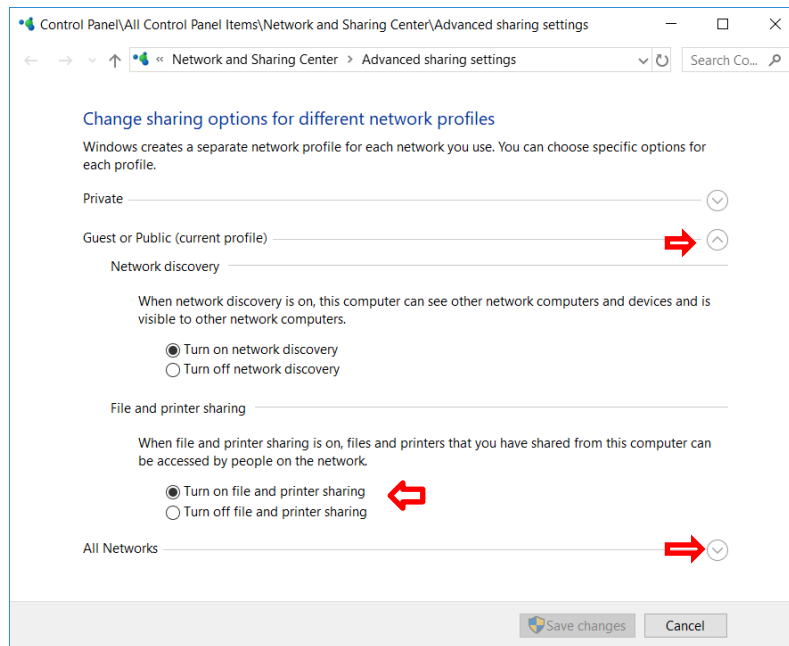 Control Panel\All Control Panel Items\Network and Sharing Center\Advanced sharing settings
« Network and Sharing Center > Advanced sharing settings
Search Co...
Change sharing options for different network profiles
Windows creates a separate network profile for each network you use. You can choose specific options for
each profile.
Private
Guest or Public (current profile)
Network discovery
When network discovery is on, this computer can see other network computers and devices and is
visible to other network computers.
Turn on network discovery
Turn off network discovery
File and printer sharing
When file and printer sharing is on, files and printers that you have shared from this computer can
be accessed by people on the network.
Turn on file and printer sharing
Turn off file and printer sharing
All Networks
Save changes
Cancel